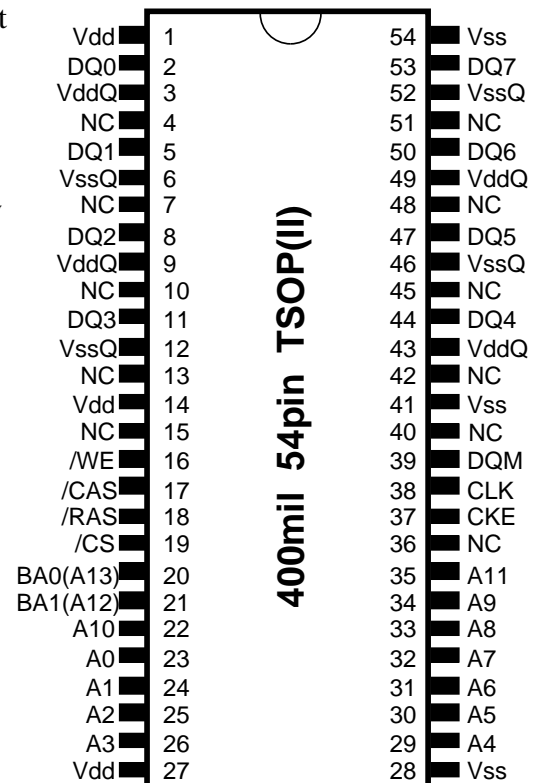 t
Vdd 1 54 Vss
DQ0 2 53 DQ7
VddQ 3 52 VssQ
NC 4 51 NC
DQ1 5 50 DQ6
VssQ 6 49 VddQ
NC 7 48 NC
DQ2 8 47 DQ5
VddQ 9 46 VssQ
NC 10 45 NC
DQ3 11 44 DQ4
VssQ 12 43 VddQ
NC 13 42 NC
Vdd 14 41 Vss
NC 15 40 NC
/WE 16 39 DQM
/CAS 17 38 CLK
/RAS 18 37 CKE
/CS 19 36 NC
BA0(A13) 20 35 A11
BA1(A12) 21 34 A9
A10 22 33 A8
A0 23 32 A7
A1 24 31 A6
A2 25 30 A5
A3 26 29 A4
Vdd 27 28 Vss
400mil 54pin TSOP(II)